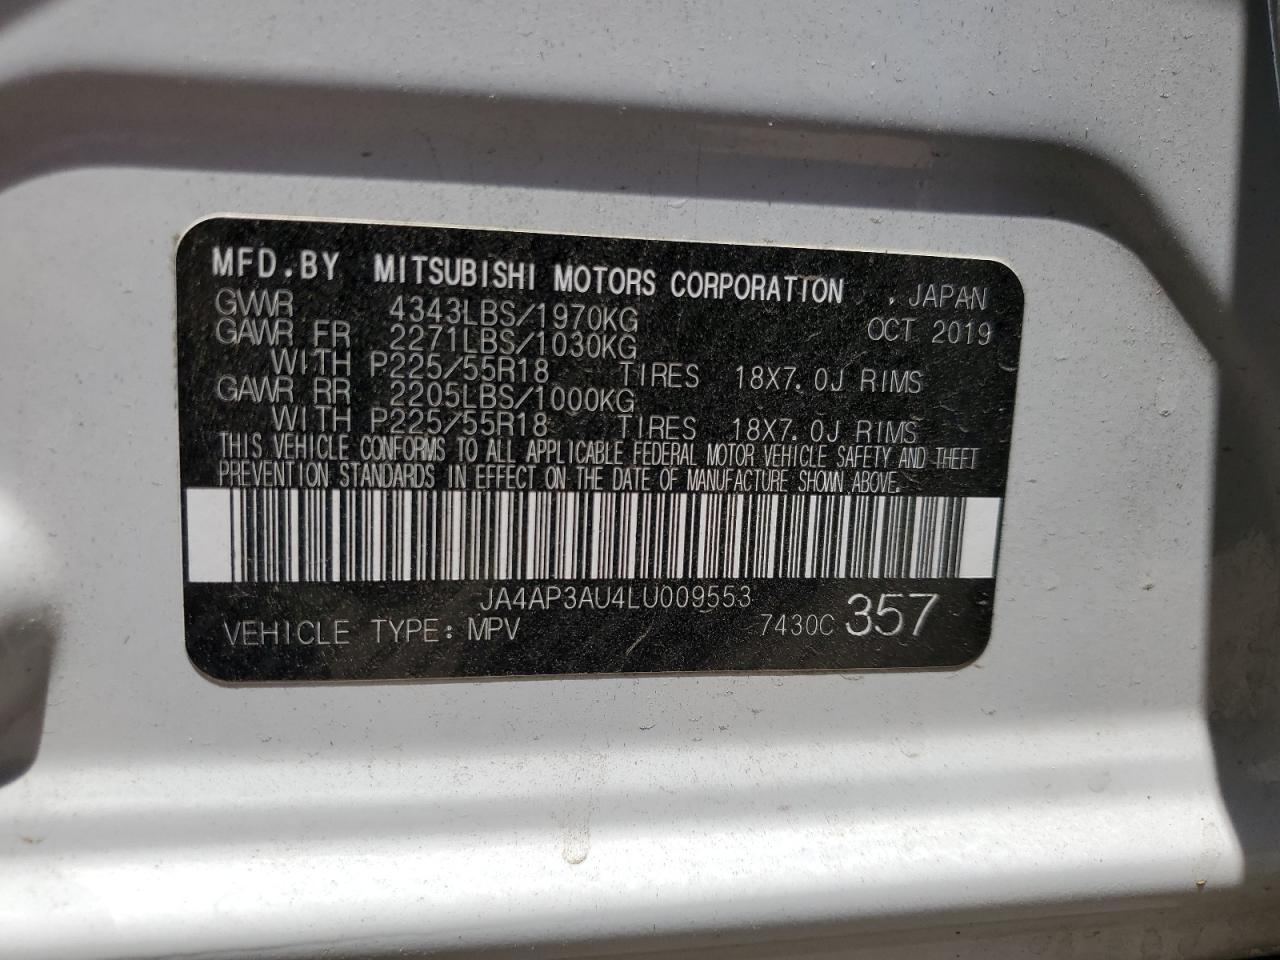 MFD.BY MITSUBISHI MOTORS CORPORATION , JAPAN
GVWR 4343LBS/1970KG OCT 2019
GAWR FR 2271LBS/1030KG
WITH P225/55R18 TIRES 18X7.0J RIMS
GAWR RR 2205LBS/1000KG
WITH P225/55R18 TIRES 18X7.0J RIMS
THIS VEHICLE CONFORMS TO ALL APPLICABLE FEDERAL MOTOR VEHICLE SAFETY AND THEFT
PREVENTION STANDARDS IN EFFECT ON THE DATE OF MANUFACTURE SHOWN ABOVE.
JA4AP3AU4LU009553
VEHICLE TYPE: MPV 7430C 357